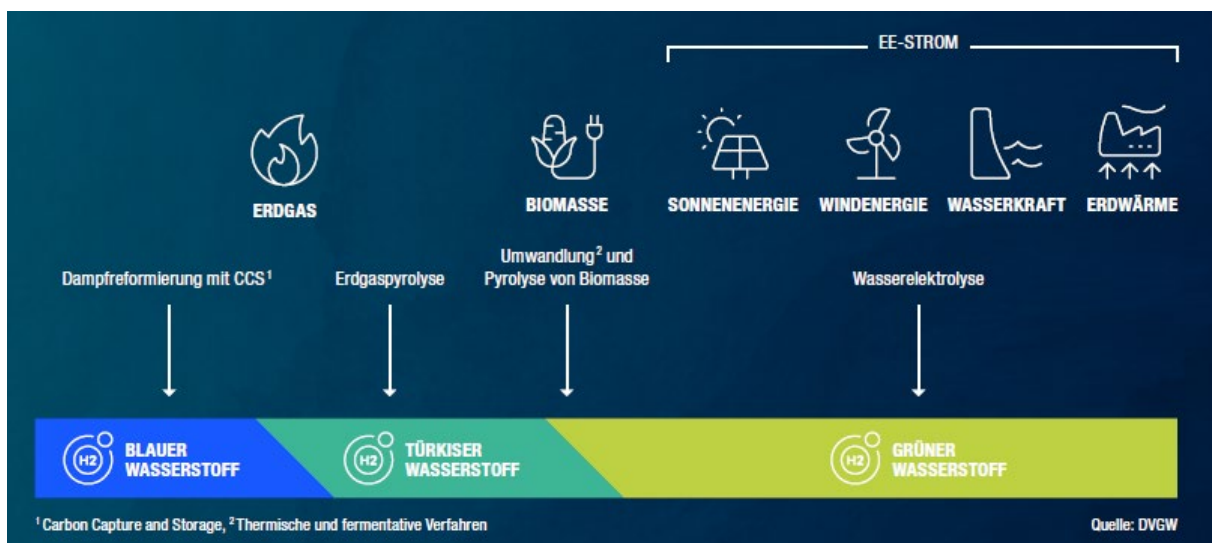 EE-STROM
ERDGAS
BIOMASSE
SONNENENERGIE
WINDENERGIE
WASSERKRAFT
ERDWÄRME
Dampfreformierung mit CCS¹
Erdgaspyrolyse
Umwandlung² und
Pyrolyse von Biomasse
Wasserelektrolyse
H2
BLAUER
WASSERSTOFF
H2
TÜRKISER
WASSERSTOFF
H2
GRÜNER
WASSERSTOFF
¹ Carbon Capture and Storage, ² Thermische und fermentative Verfahren
Quelle: DVGW